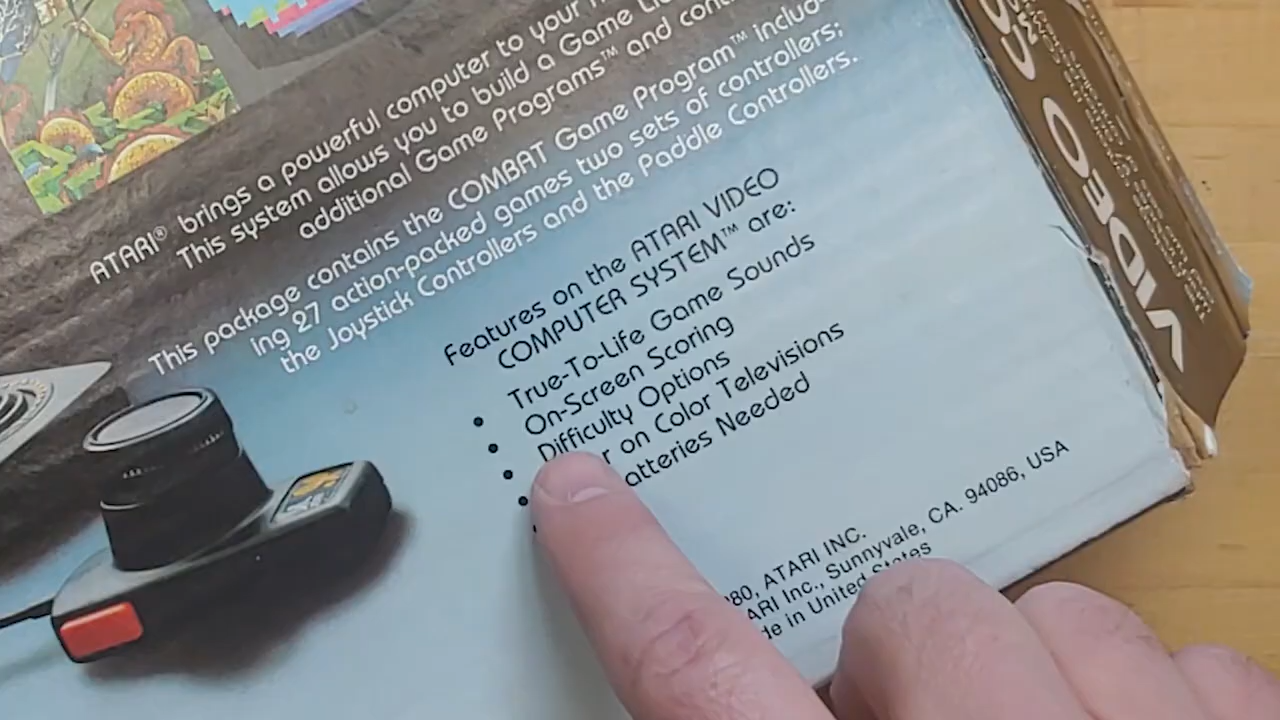 ATARI® brings a powerful computer to your
This system allows you to build a Game
additional Game Programs™ and
This package contains the COMBAT Game Program™ includ-
ing 27 action-packed games two sets of controllers;
the Joystick Controllers and the Paddle Controllers.
Features on the ATARI VIDEO
COMPUTER SYSTEM™ are:
• True-To-Life Game Sounds
• On-Screen Scoring
• Difficulty Options
• on Color Televisions
• Needed
ATARI INC.
Inc., Sunnyvale, CA. 94086, USA
in United States
VIDEO